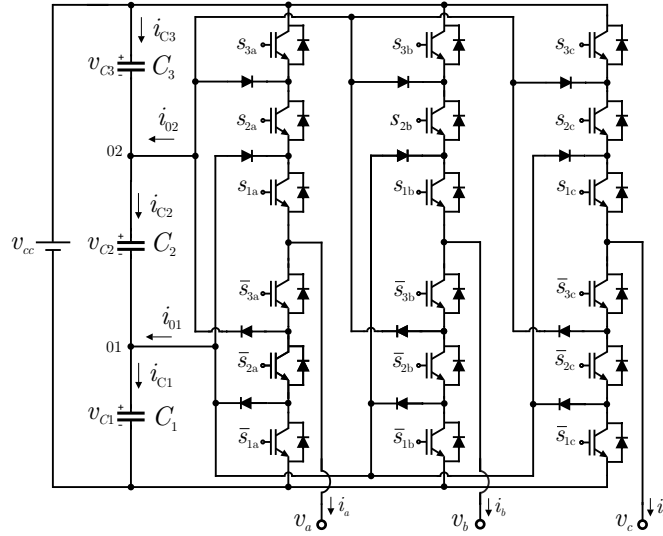 i_C3 s_3a s_3b s_3c
v_C3 + - C_3
i_02 s_2a s_2b s_2c
02
i_C2 s_1a s_1b s_1c
v_cc v_C2 + - C_2
i_01 s̅_3a s̅_3b s̅_3c
01
i_C1 s̅_2a s̅_2b s̅_2c
v_C1 + - C_1
s̅_1a s̅_1b s̅_1c
i_a i_b i
v_a v_b v_c